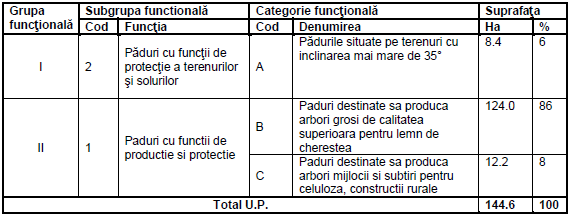 Grupa funcţională Subgrupa functională Categorie funcţională Suprafaţa
Cod Funcţia Cod Denumirea Ha %
I 2 Păduri cu funcţii de protecţie a terenurilor şi solurilor A Pădurile situate pe terenuri cu inclinarea mai mare de 35° 8.4 6
II 1 Paduri cu functii de productie si protectie B Paduri destinate sa produca arbori grosi de calitatea superioara pentru lemn de cherestea 124.0 86
C Paduri destinate sa produca arbori mijlocii si subtiri pentru celuloza, constructii rurale 12.2 8
Total U.P. 144.6 100